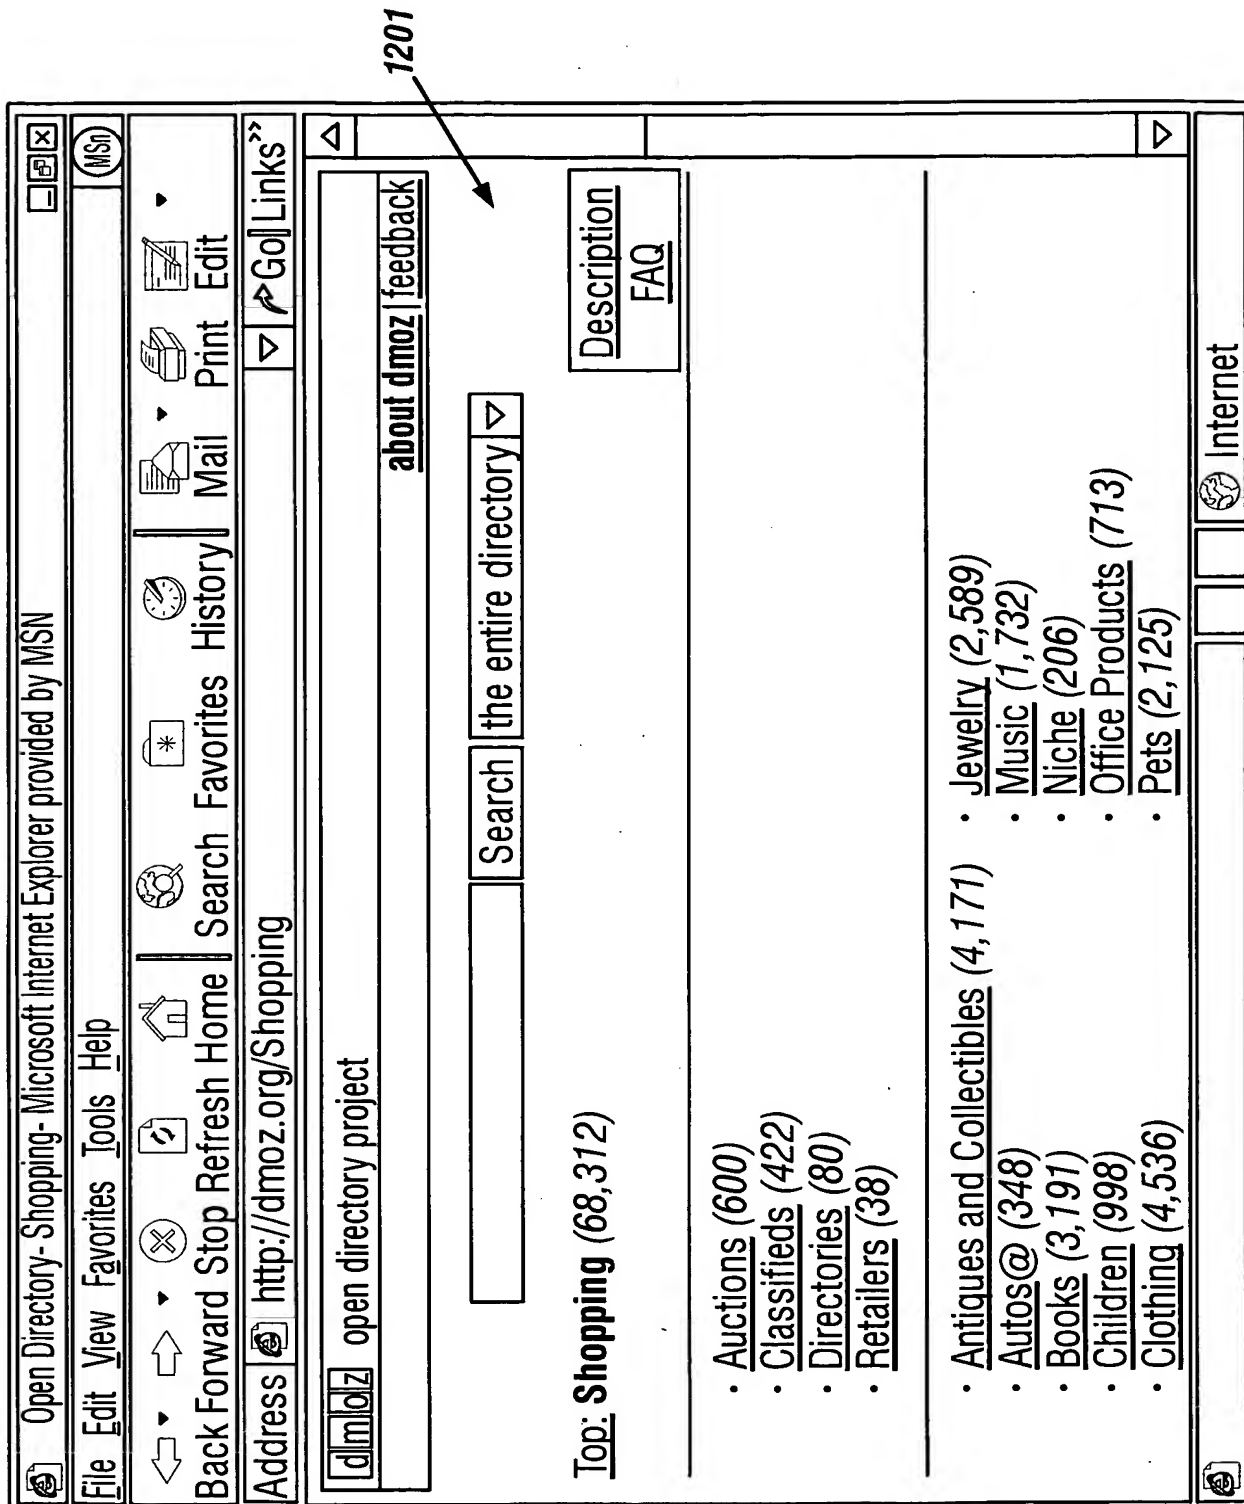 1201
Open Directory- Shopping- Microsoft Internet Explorer provided by MSN
File Edit View Favorites Tools Help
MSn
Back Forward Stop Refresh Home Search Favorites History Mail Print Edit
Address http://dmoz.org/Shopping Go Links»
dmoz open directory project
about dmoz | feedback
Search the entire directory
Top: Shopping (68,312)
Description
FAQ
· Auctions (600)
· Classifieds (422)
· Directories (80)
· Retailers (38)
· Antiques and Collectibles (4,171)
· Autos@ (348)
· Books (3,191)
· Children (998)
· Clothing (4,536)
· Jewelry (2,589)
· Music (1,732)
· Niche (206)
· Office Products (713)
· Pets (2,125)
Internet